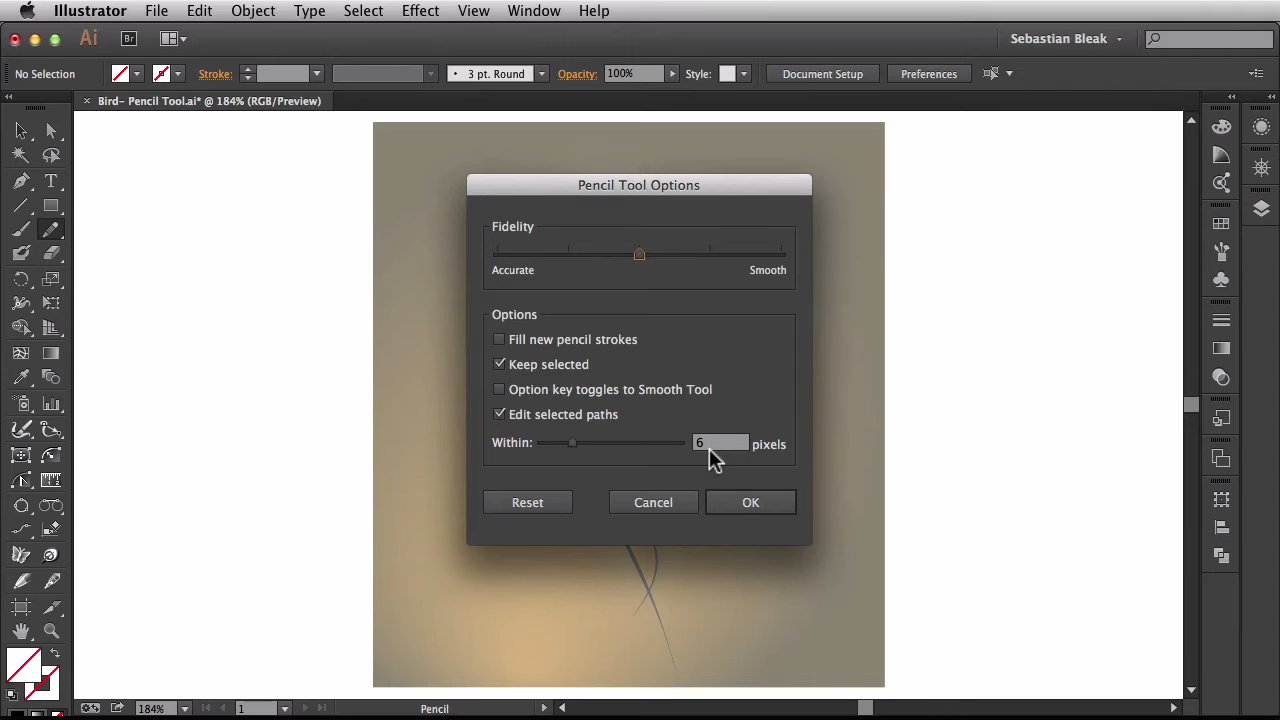 Illustrator File Edit Object Type Select Effect View Window Help
Ai Br Sebastian Bleak
No Selection Stroke: 3 pt. Round Opacity: 100% Style: Document Setup Preferences
× Bird- Pencil Tool.ai* @ 184% (RGB/Preview)
Pencil Tool Options
Fidelity
Accurate Smooth
Options
Fill new pencil strokes
Keep selected
Option key toggles to Smooth Tool
Edit selected paths
Within: 6 pixels
Reset Cancel OK
184% 1 Pencil